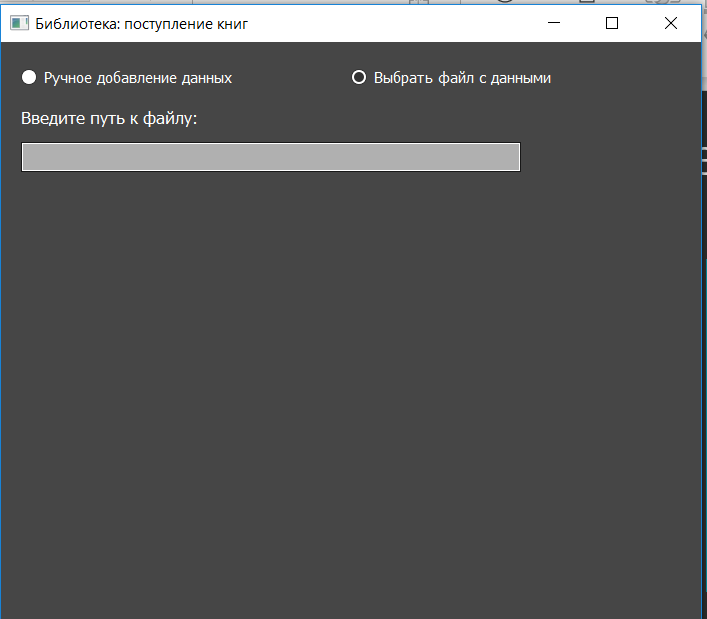 Библиотека: поступление книг
Ручное добавление данных Выбрать файл с данными
Введите путь к файлу: